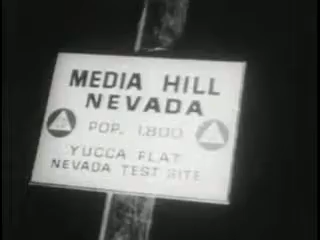 MEDIA HILL
NEVADA
POP. 1,800
YUCCA FLAT
NEVADA TEST SITE